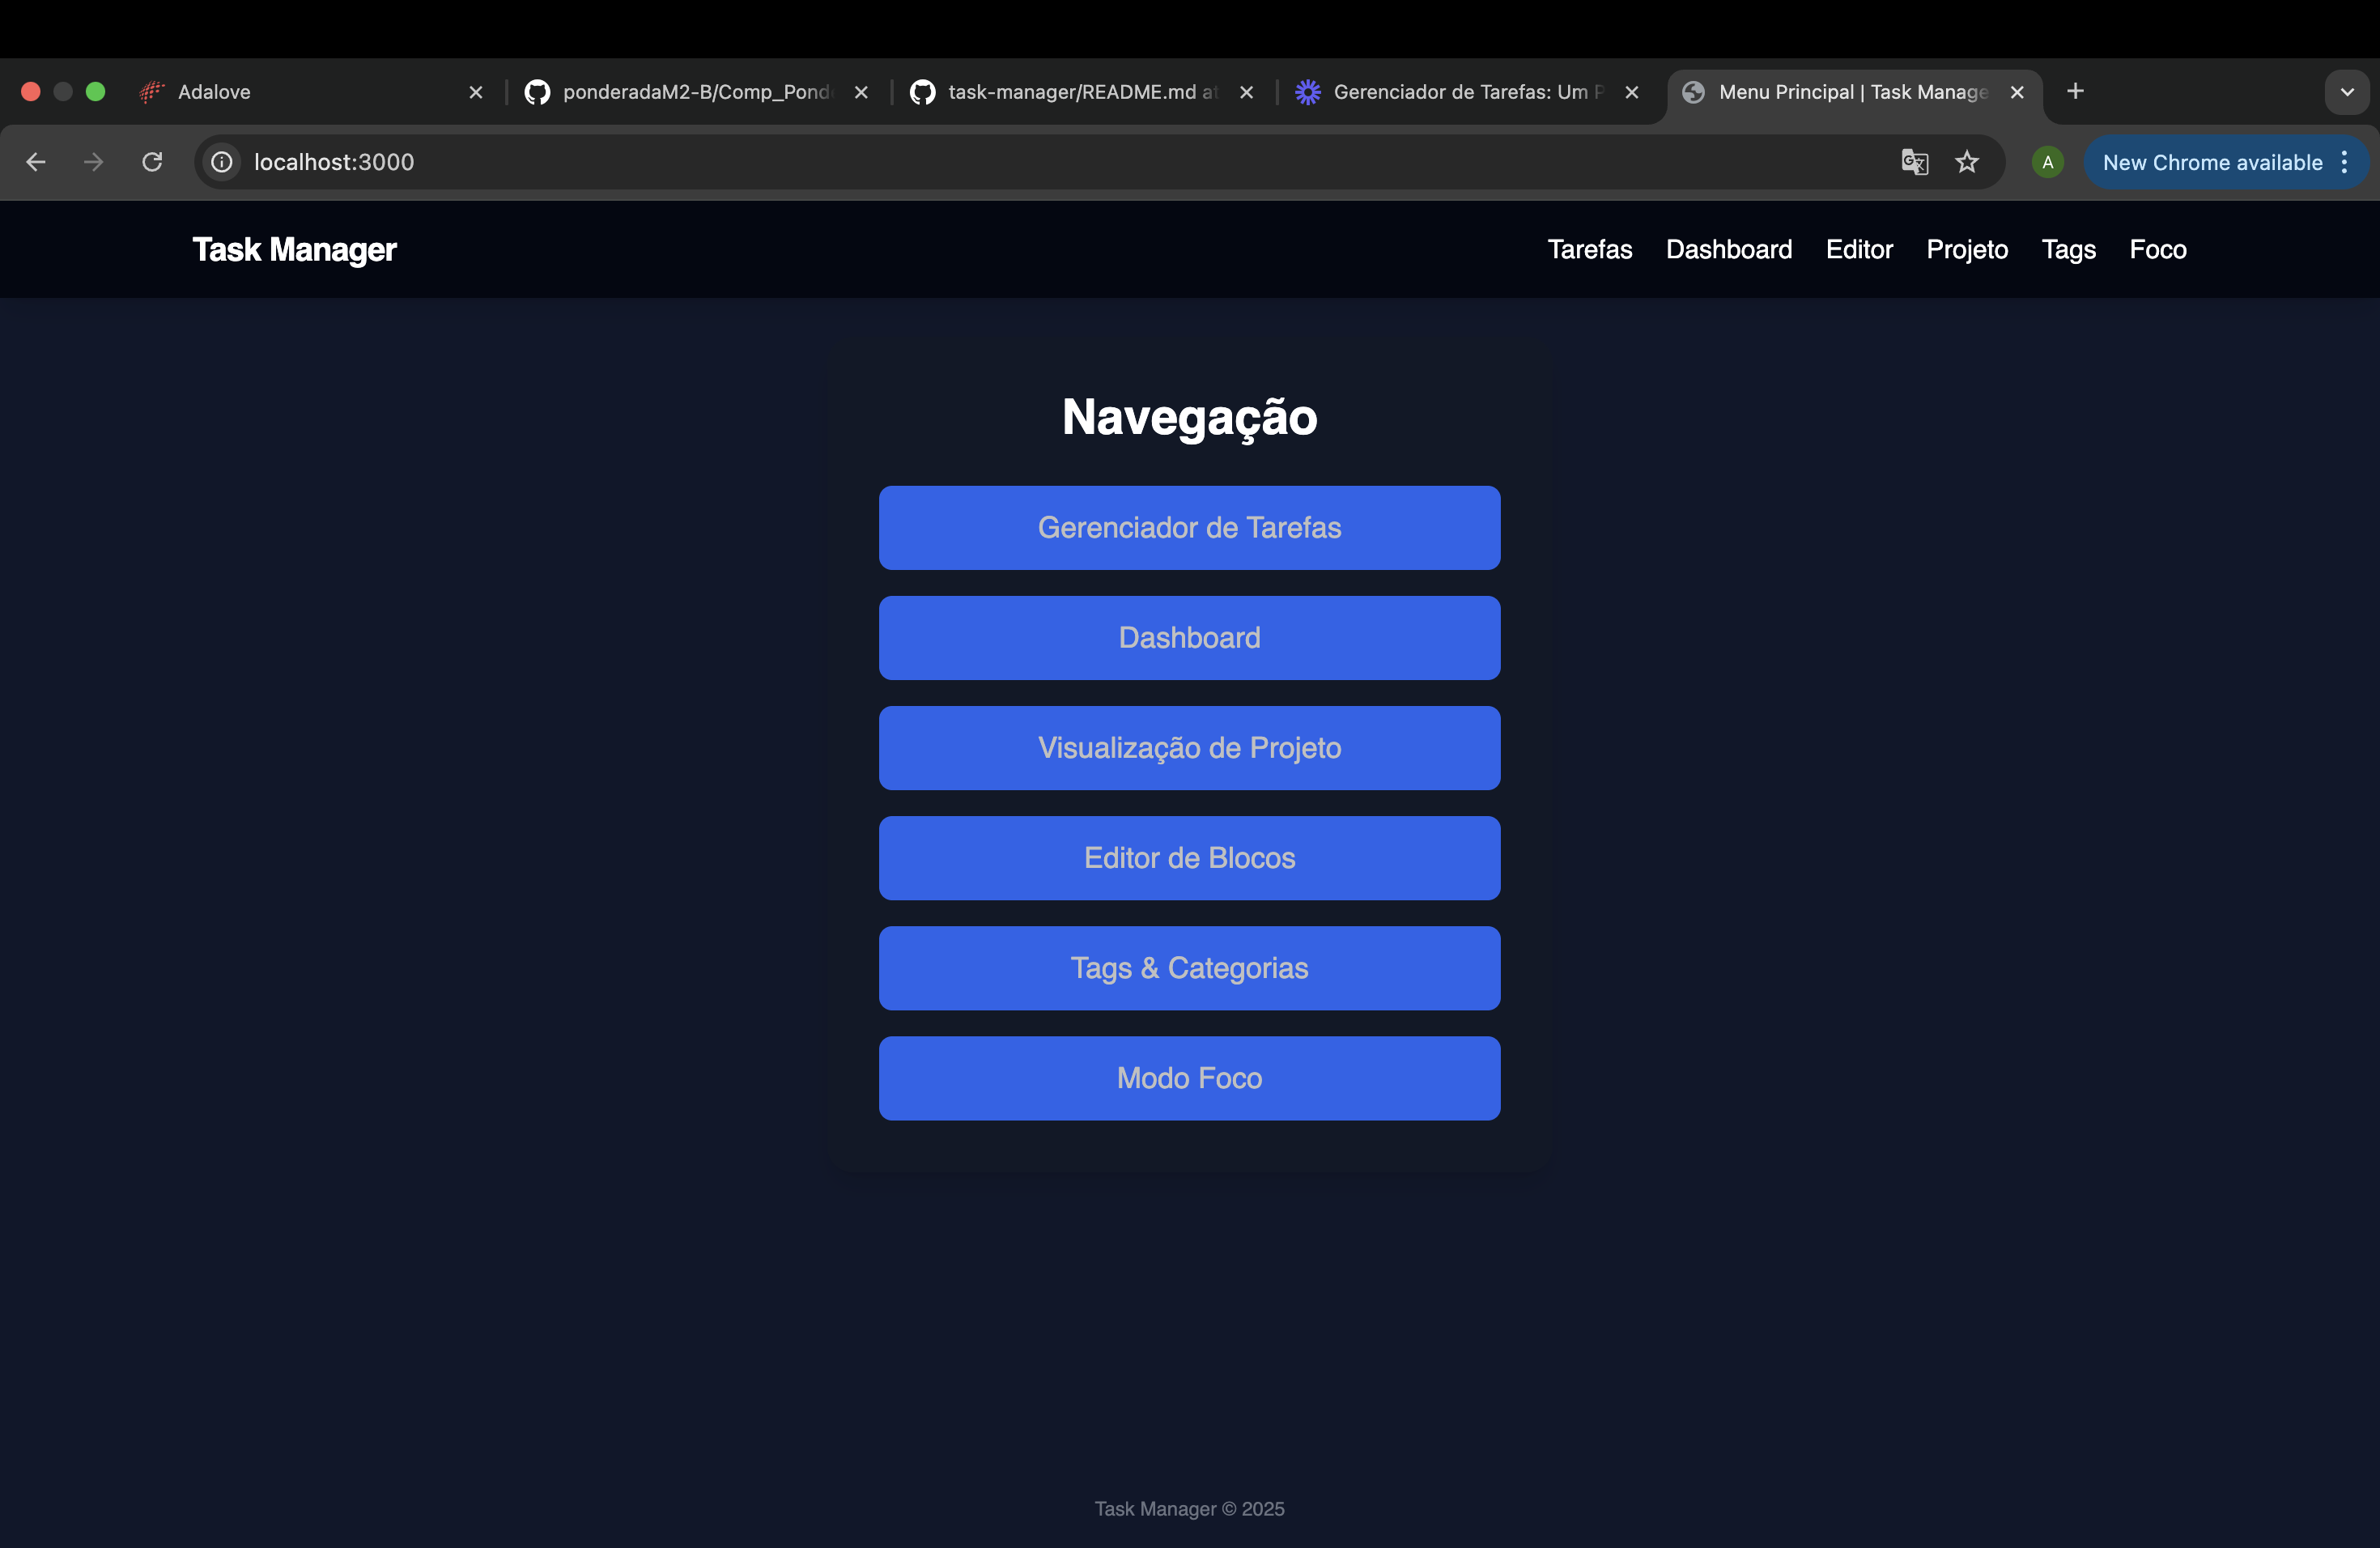 Adalove
ponderadaM2-B/Comp_Pond
task-manager/README.md at
Gerenciador de Tarefas: Um P
Menu Principal | Task Manage
localhost:3000
A
New Chrome available
Task Manager
Tarefas Dashboard Editor Projeto Tags Foco
Navegação
Gerenciador de Tarefas
Dashboard
Visualização de Projeto
Editor de Blocos
Tags & Categorias
Modo Foco
Task Manager © 2025